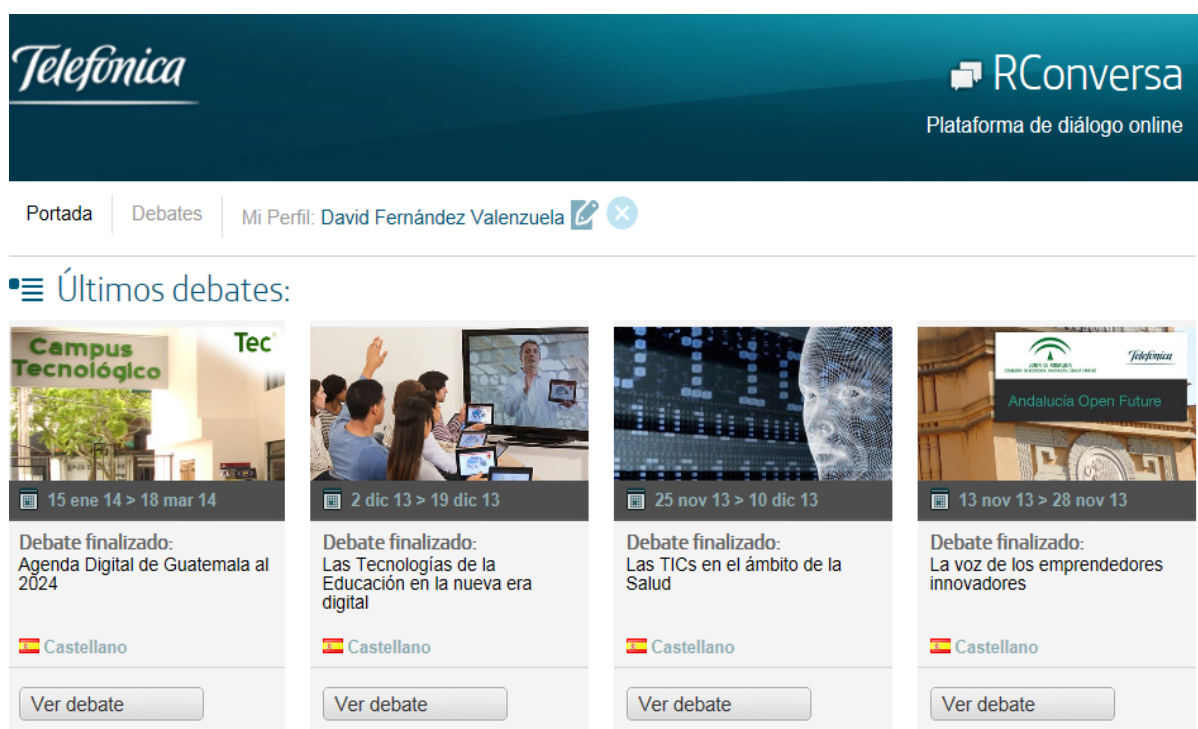 Telefónica
RConversa
Plataforma de diálogo online
Portada
Debates
Mi Perfil: David Fernández Valenzuela
Últimos debates:
Campus
Tecnológico
Tec
15 ene 14 > 18 mar 14
Debate finalizado:
Agenda Digital de Guatemala al
2024
Castellano
Ver debate
2 dic 13 > 19 dic 13
Debate finalizado:
Las Tecnologías de la
Educación en la nueva era
digital
Castellano
Ver debate
25 nov 13 > 10 dic 13
Debate finalizado:
Las TICs en el ámbito de la
Salud
Castellano
Ver debate
Telefónica
Andalucía Open Future
13 nov 13 > 28 nov 13
Debate finalizado:
La voz de los emprendedores
innovadores
Castellano
Ver debate